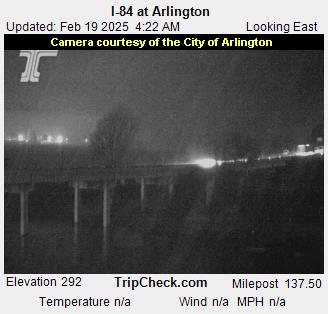 I-84 at Arlington
Updated: Feb 19 2025 4:22 AM Looking East
Camera courtesy of the City of Arlington
Elevation 292 TripCheck.com Milepost 137.50
Temperature n/a Wind n/a MPH n/a